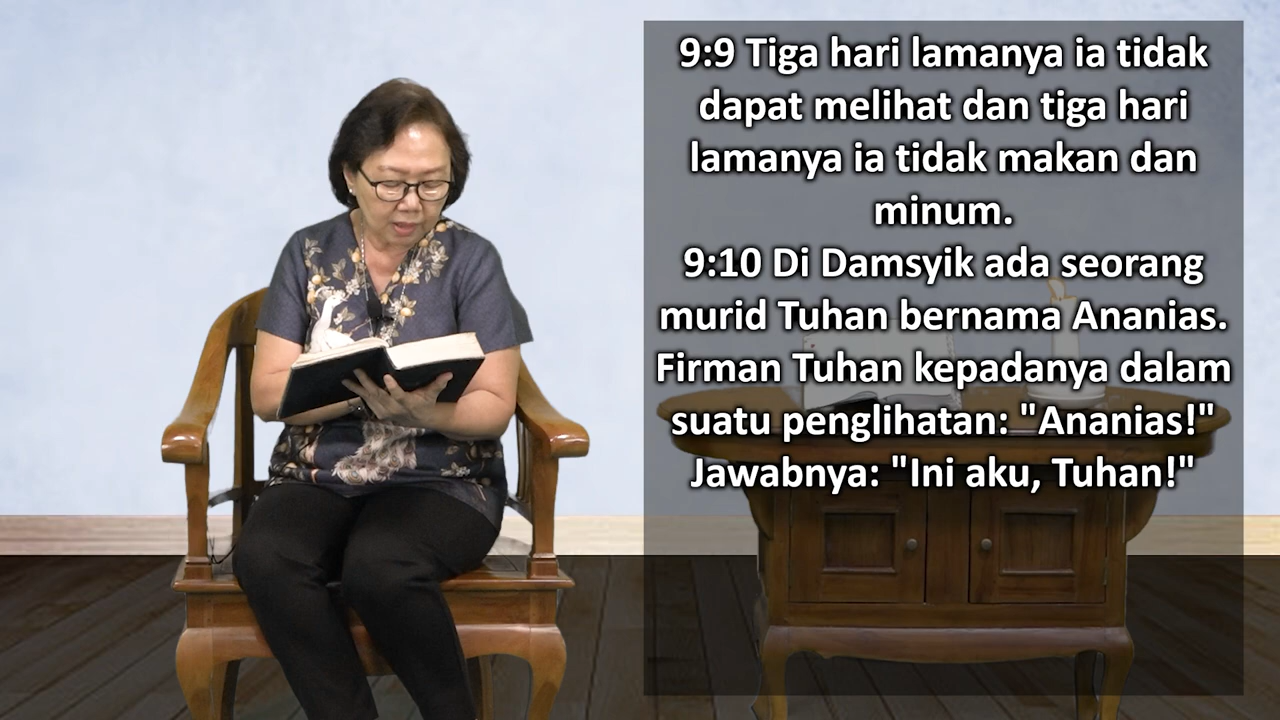 9:9 Tiga hari lamanya ia tidak
dapat melihat dan tiga hari
lamanya ia tidak makan dan
minum.
9:10 Di Damsyik ada seorang
murid Tuhan bernama Ananias.
Firman Tuhan kepadanya dalam
suatu penglihatan: "Ananias!"
Jawabnya: "Ini aku, Tuhan!"